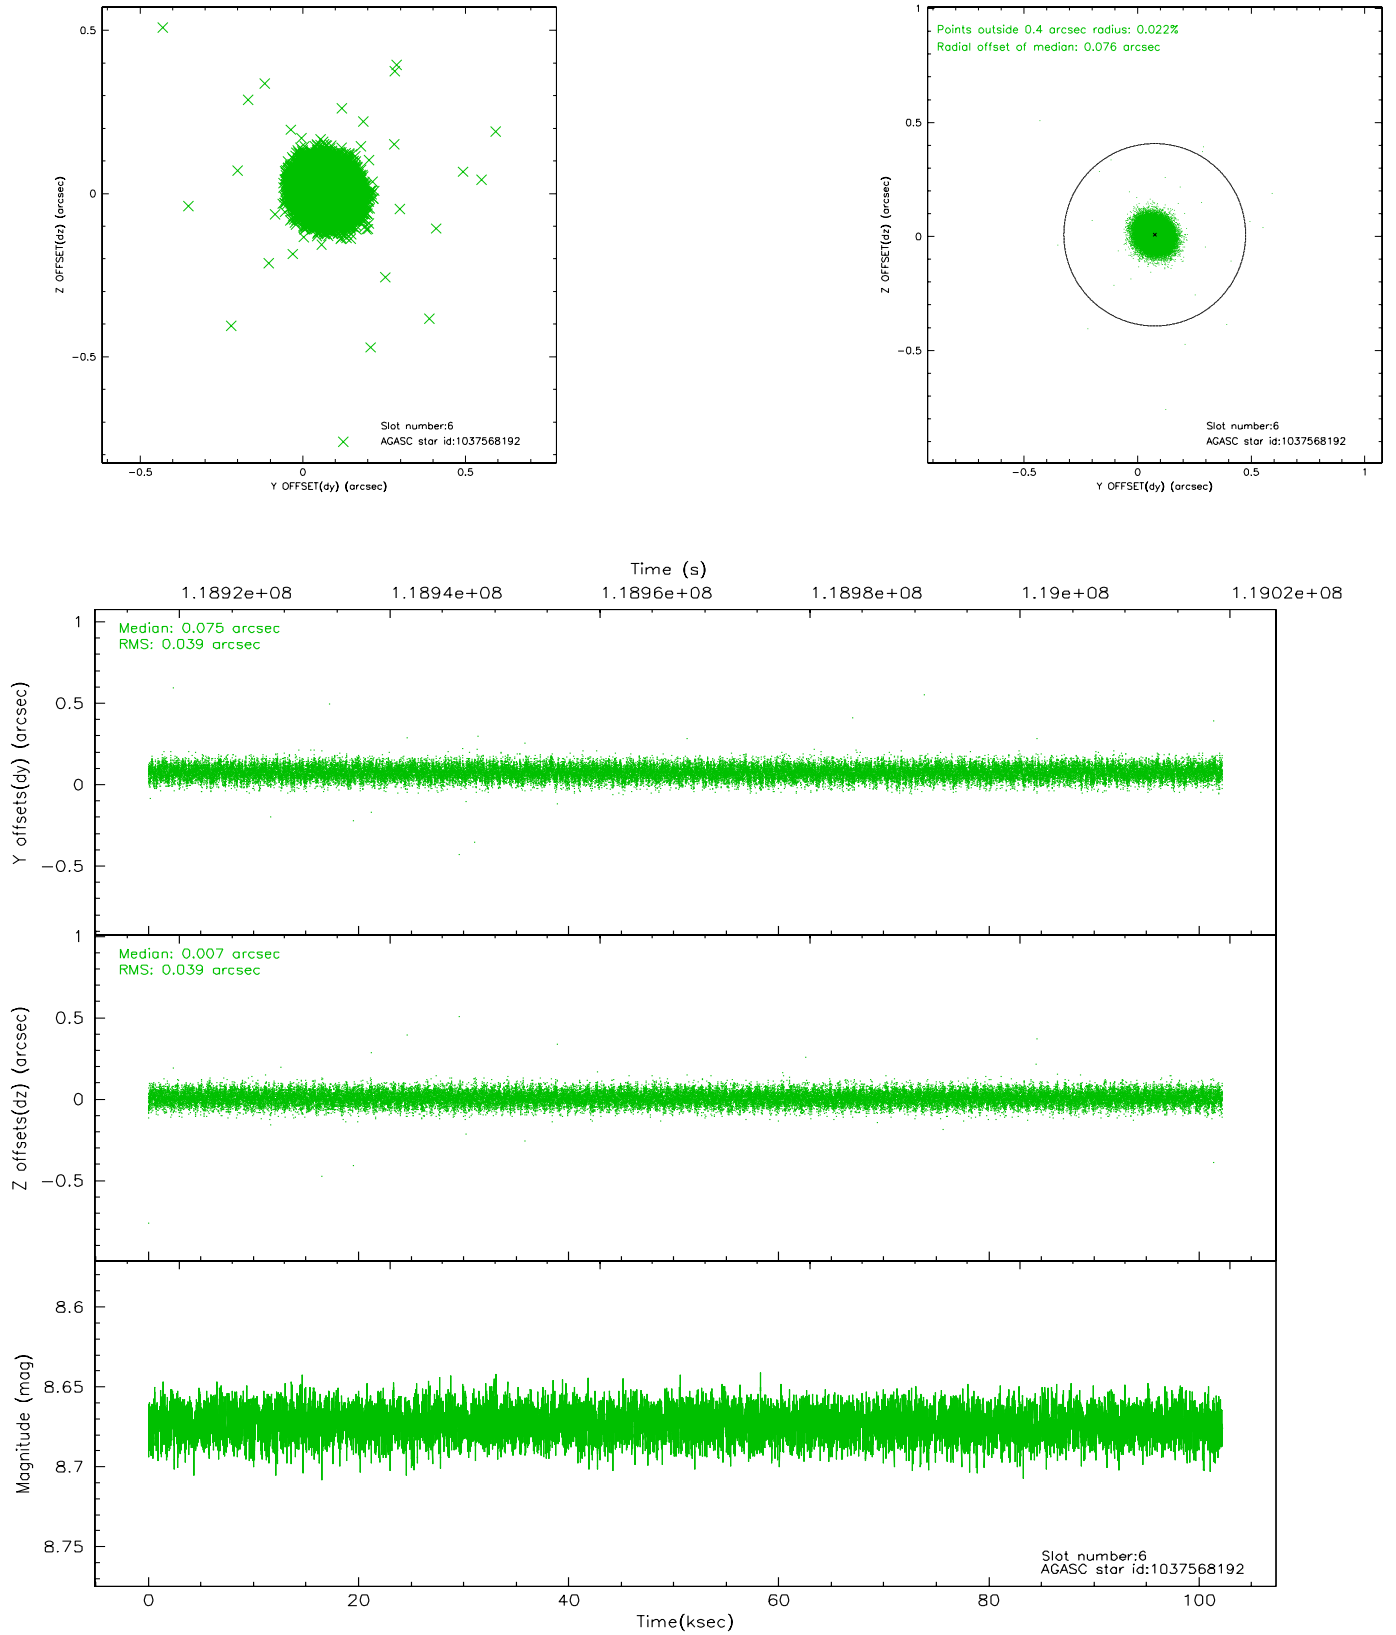 0.5
0
−0.5
Z OFFSET(dz) (arcsec)
Slot number:6
AGASC star id:1037568192
−0.5
0
0.5
Y OFFSET(dy) (arcsec)
1
0.5
0
−0.5
Z OFFSET(dz) (arcsec)
Points outside 0.4 arcsec radius: 0.022%
Radial offset of median: 0.076 arcsec
Slot number:6
AGASC star id:1037568192
−0.5
0
0.5
1
Y OFFSET(dy) (arcsec)
Time (s)
1.1892e+08
1.1894e+08
1.1896e+08
1.1898e+08
1.19e+08
1.1902e+08
Median: 0.075 arcsec
RMS: 0.039 arcsec
1
0.5
0
−0.5
Y offsets(dy) (arcsec)
Median: 0.007 arcsec
RMS: 0.039 arcsec
1
0.5
0
−0.5
Z offsets(dz) (arcsec)
8.6
8.65
8.7
8.75
Magnitude (mag)
Slot number:6
AGASC star id:1037568192
0
20
40
60
80
100
Time(ksec)